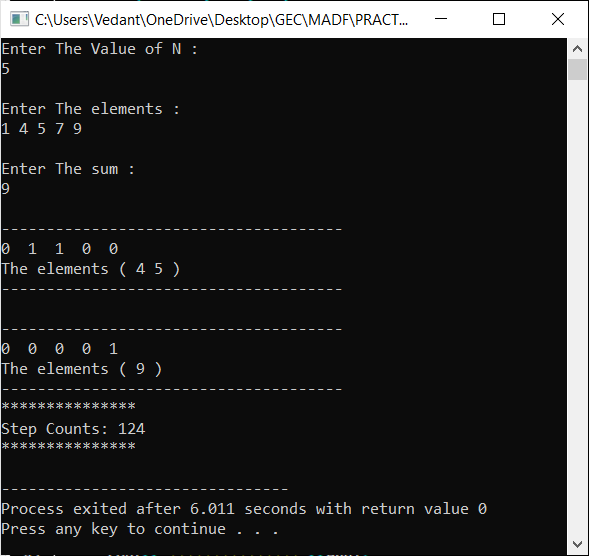 C:\Users\Vedant\OneDrive\Desktop\GEC\MADF\PRACT...
Enter The Value of N :
5
Enter The elements :
1 4 5 7 9
Enter The sum :
9
--------------------------------------
0  1  1  0  0
The elements ( 4 5 )
--------------------------------------
--------------------------------------
0  0  0  0  1
The elements ( 9 )
--------------------------------------
***************
Step Counts: 124
***************
--------------------------------
Process exited after 6.011 seconds with return value 0
Press any key to continue . . .